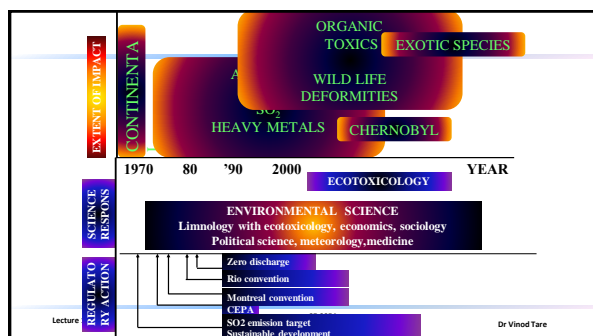 EXTENT OF IMPACT
CONTINENTA
ORGANIC
TOXICS
EXOTIC SPECIES
A
WILD LIFE
DEFORMITIES
SO2
HEAVY METALS
CHERNOBYL
1970 80 '90 2000 YEAR
ECOTOXICOLOGY
SCIENCE
RESPONS
ENVIRONMENTAL SCIENCE
Limnology with ecotoxicology, economics, sociology
Political science, meteorology,medicine
REGULATO
RY ACTION
Zero discharge
Rio convention
Montreal convention
CEPA
SO2 emission target
Sustainable development
Lecture
Dr Vinod Tare